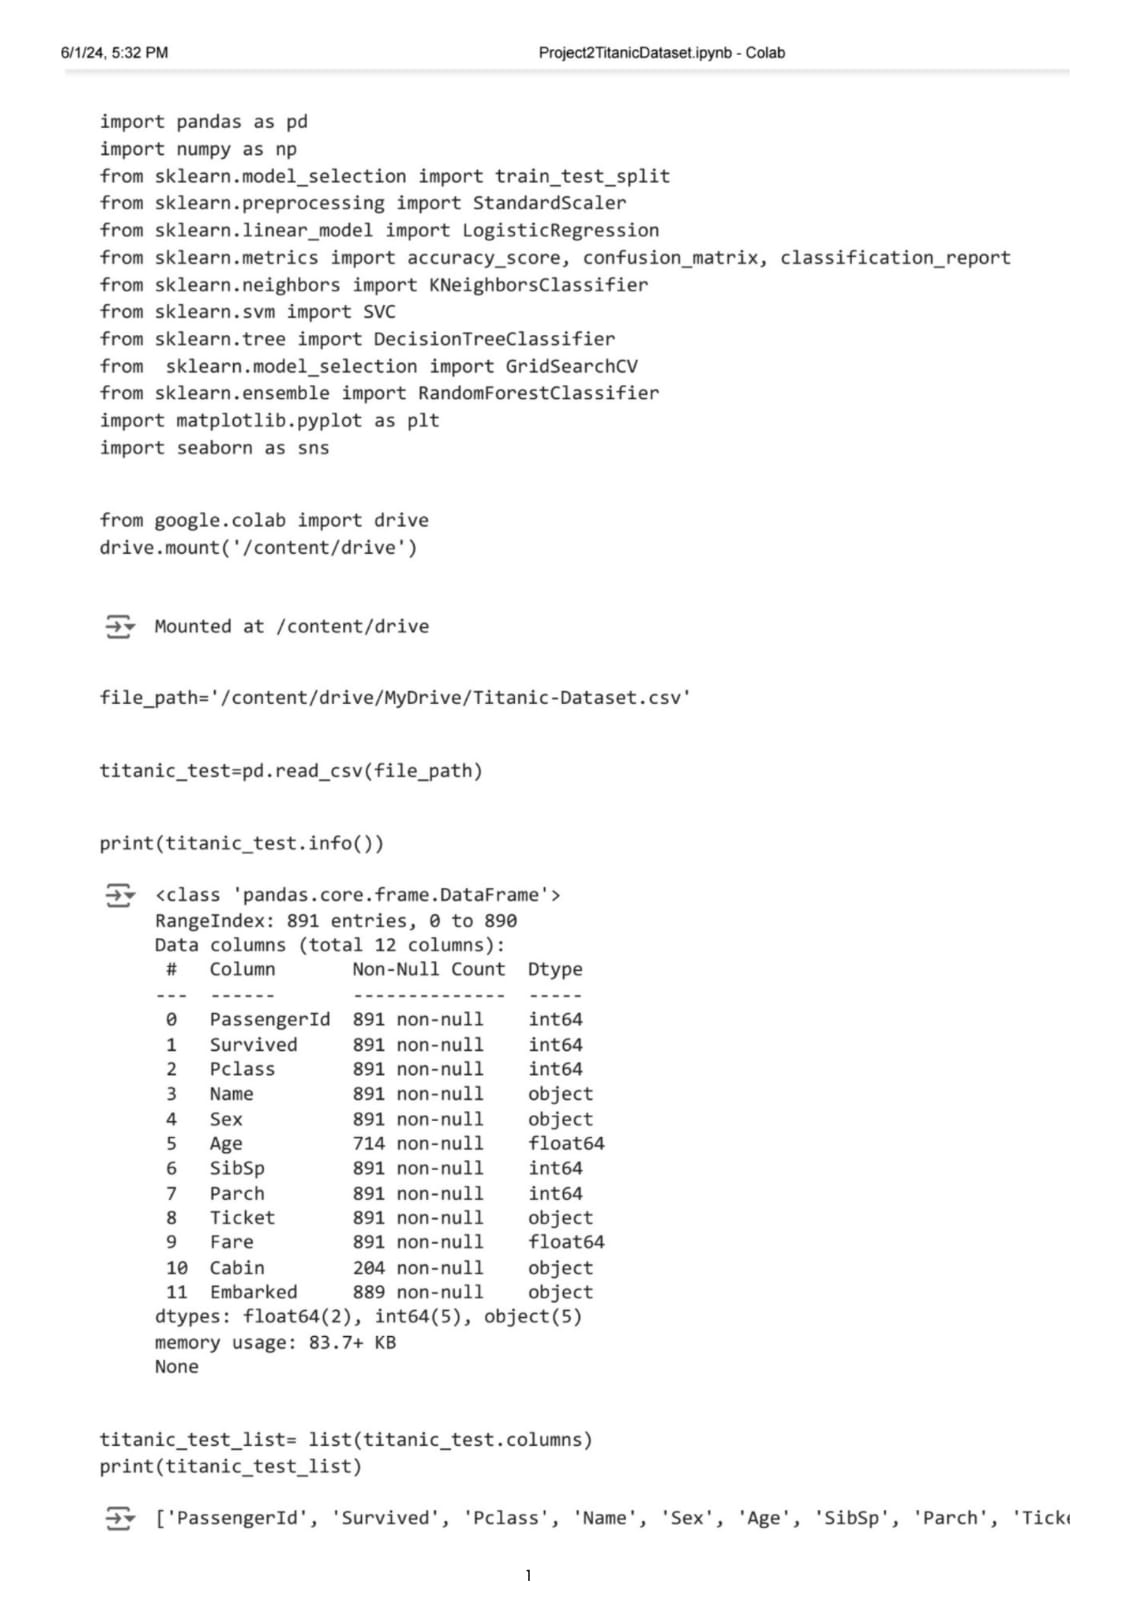 6/1/24, 5:32 PM
Project2TitanicDataset.ipynb - Colab
import pandas as pd
import numpy as np
from sklearn.model_selection import train_test_split
from sklearn.preprocessing import StandardScaler
from sklearn.linear_model import LogisticRegression
from sklearn.metrics import accuracy_score, confusion_matrix, classification_report
from sklearn.neighbors import KNeighborsClassifier
from sklearn.svm import SVC
from sklearn.tree import DecisionTreeClassifier
from  sklearn.model_selection import GridSearchCV
from sklearn.ensemble import RandomForestClassifier
import matplotlib.pyplot as plt
import seaborn as sns
from google.colab import drive
drive.mount('/content/drive')
Mounted at /content/drive
file_path='/content/drive/MyDrive/Titanic-Dataset.csv'
titanic_test=pd.read_csv(file_path)
print(titanic_test.info())
<class 'pandas.core.frame.DataFrame'>
RangeIndex: 891 entries, 0 to 890
Data columns (total 12 columns):
 #   Column       Non-Null Count  Dtype
---  ------       --------------  -----
 0   PassengerId  891 non-null    int64
 1   Survived     891 non-null    int64
 2   Pclass       891 non-null    int64
 3   Name         891 non-null    object
 4   Sex          891 non-null    object
 5   Age          714 non-null    float64
 6   SibSp        891 non-null    int64
 7   Parch        891 non-null    int64
 8   Ticket       891 non-null    object
 9   Fare         891 non-null    float64
 10  Cabin        204 non-null    object
 11  Embarked     889 non-null    object
dtypes: float64(2), int64(5), object(5)
memory usage: 83.7+ KB
None
titanic_test_list= list(titanic_test.columns)
print(titanic_test_list)
['PassengerId', 'Survived', 'Pclass', 'Name', 'Sex', 'Age', 'SibSp', 'Parch',
1